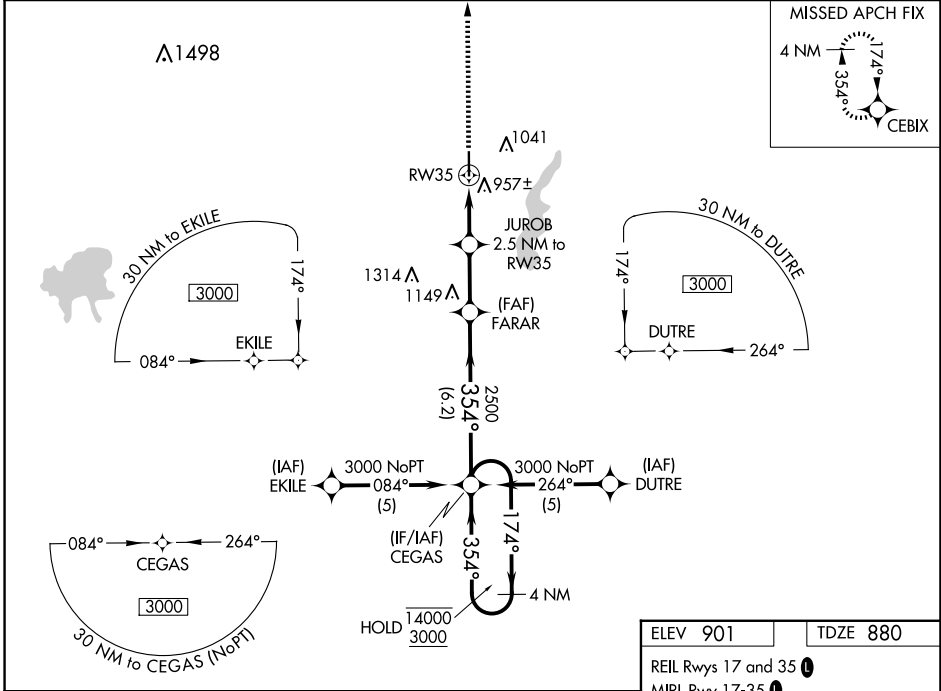 MISSED APCH FIX
4 NM
174°
354°
CEBIX
1498
1041
RW35
957±
JUROB
2.5 NM to
RW35
30 NM to EKILE
3000
174°
EKILE
084°
1314
1149
(FAF)
FARAR
30 NM to DUTRE
3000
174°
DUTRE
264°
2500
354°
(6.2)
(IAF)
EKILE
3000 NoPT
084°
(5)
3000 NoPT
264°
(5)
(IAF)
DUTRE
(IF/IAF)
CEGAS
354°
174°
4 NM
HOLD 14000
3000
084°
264°
CEGAS
3000
30 NM to CEGAS (NoPT)
ELEV 901
TDZE 880
REIL Rwys 17 and 35 L
MIRL Rwy 17-35 L